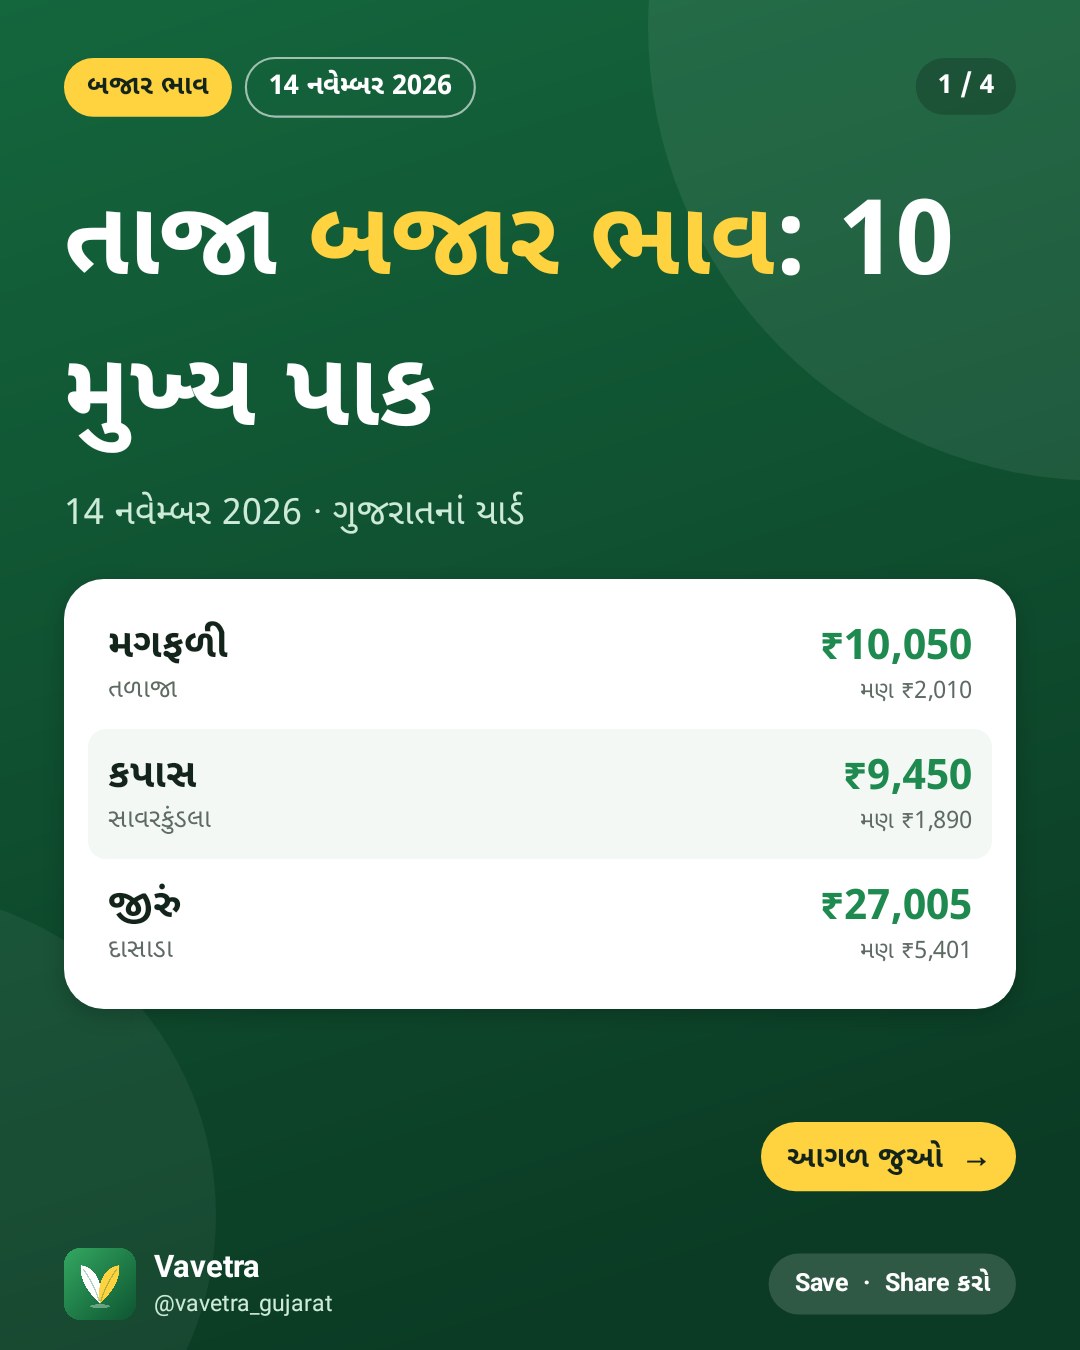 બજાર ભાવ
14 નવેમ્બર 2026
1 / 4
તાજા બજાર ભાવ: 10
મુખ્ય પાક
14 નવેમ્બર 2026 · ગુજરાતનાં યાર્ડ
મગફળી
₹10,050
તળાજા
મણ ₹2,010
કપાસ
₹9,450
સાવરકુંડલા
મણ ₹1,890
જીરું
₹27,005
દાસાડા
મણ ₹5,401
આગળ જુઓ →
Vavetra
@vavetra_gujarat
Save · Share કરો